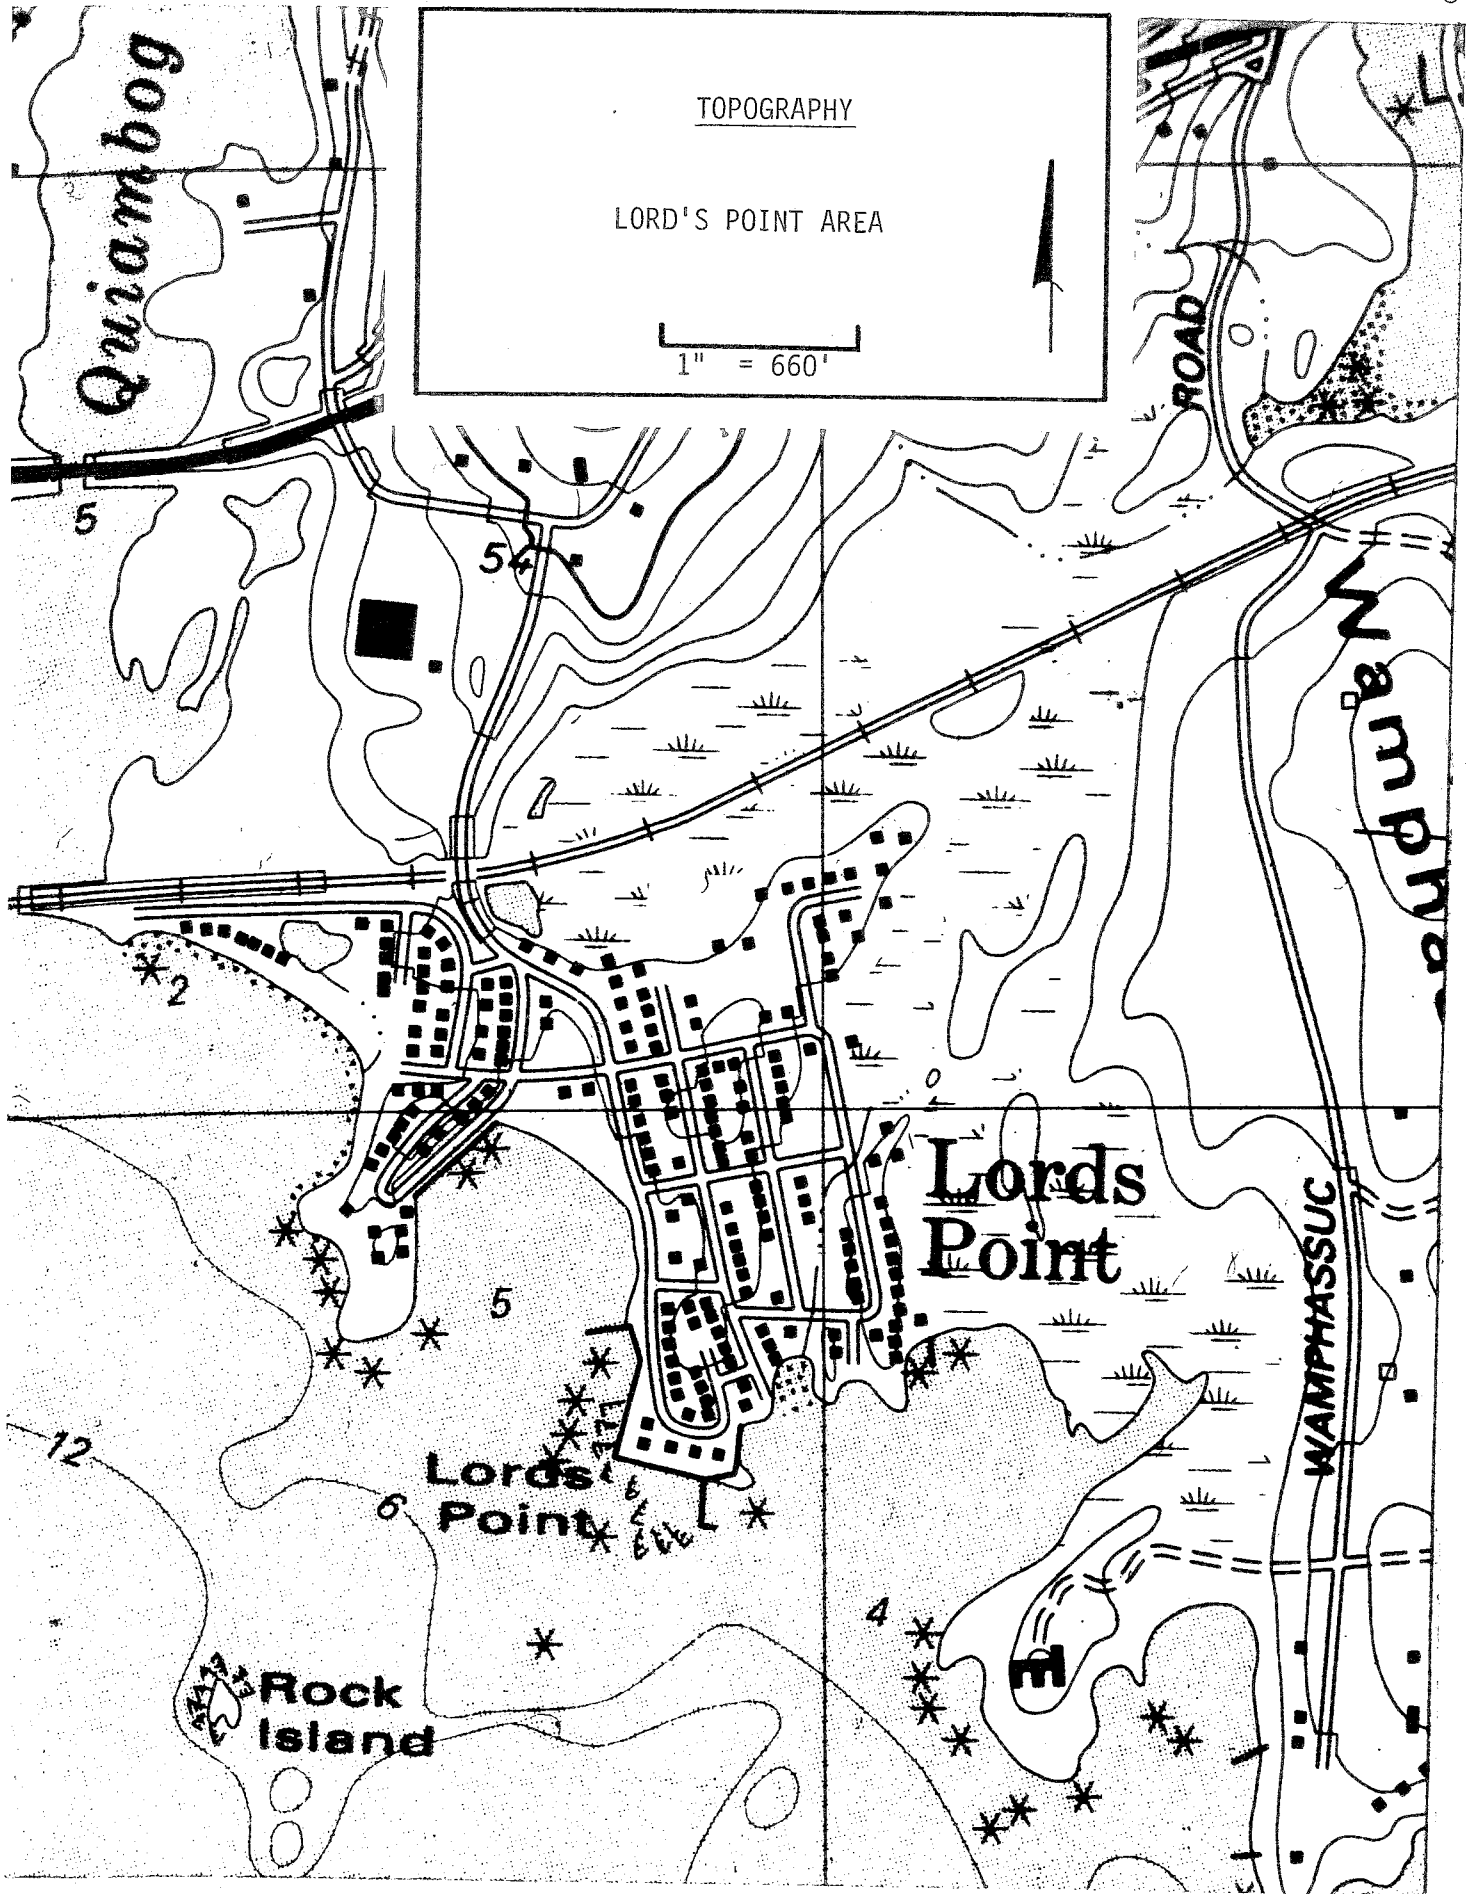 TOPOGRAPHY
LORD'S POINT AREA
1" = 660'
Quiambog
ROAD
5
54
2
Lords
Point
WAMPHASSUC
5
12
6
Lords
Point
4
Rock
Island